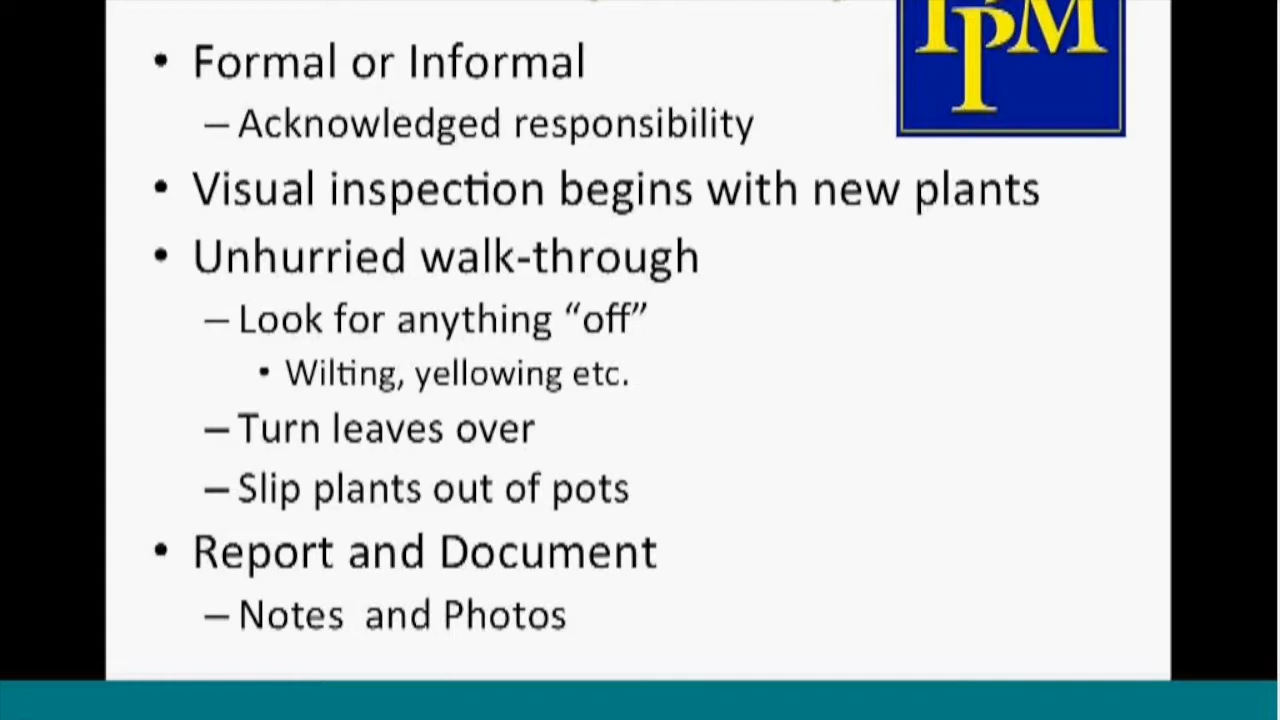 • Formal or Informal
– Acknowledged responsibility
• Visual inspection begins with new plants
• Unhurried walk-through
– Look for anything “off”
• Wilting, yellowing etc.
– Turn leaves over
– Slip plants out of pots
• Report and Document
– Notes and Photos